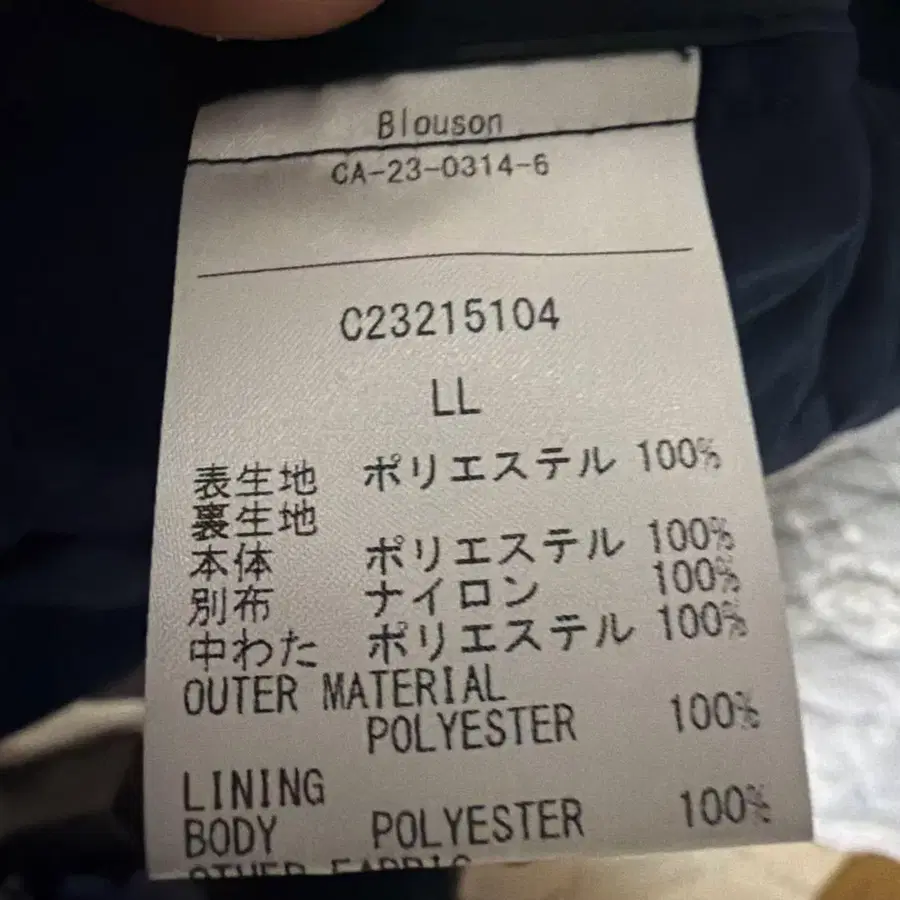 Blouson
CA-23-0314-6
C23215104
LL
表生地 ポリエステル 100%
裏生地
本体 ポリエステル 100%
別布 ナイロン 100%
中わた ポリエステル 100%
OUTER MATERIAL
POLYESTER 100%
LINING
BODY POLYESTER 100%
OTHER FABRIC